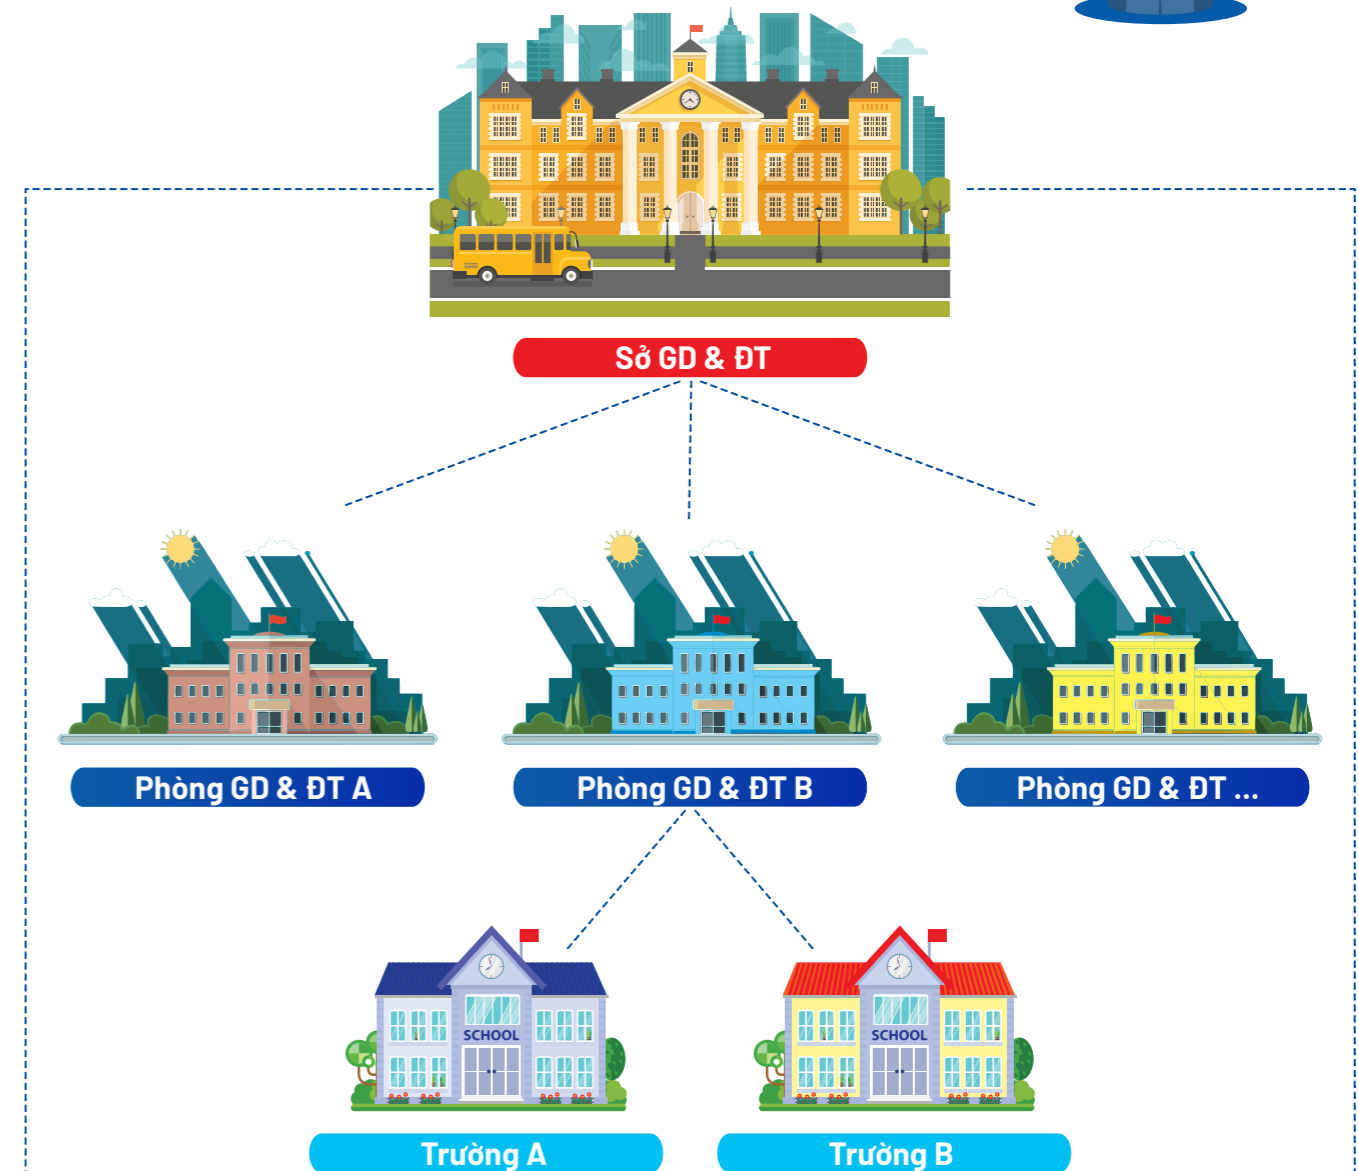 Sở GD & ĐT
Phòng GD & ĐT A
Phòng GD & ĐT B
Phòng GD & ĐT ...
SCHOOL
SCHOOL
Trường A
Trường B